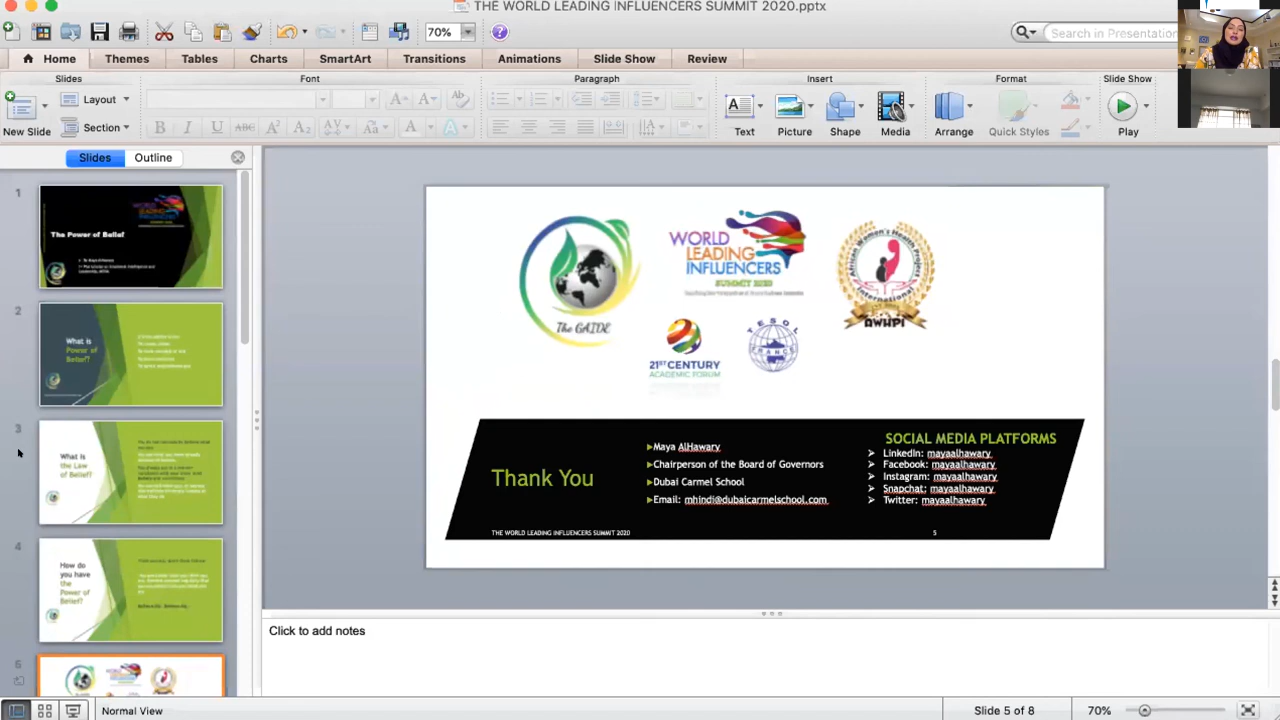 THE WORLD LEADING INFLUENCERS SUMMIT 2020.pptx
70%
Search in Presentation
Home
Themes
Tables
Charts
SmartArt
Transitions
Animations
Slide Show
Review
Slides
Font
Paragraph
Insert
Format
Slide Show
New Slide
Layout
Section
Text
Picture
Shape
Media
Arrange
Quick Styles
Play
Slides
Outline
1
The Power of Belief
2
What is
Power of
Belief?
3
What is
the Law
of Belief?
4
How do
you have
the
Power of
Belief?
5
The GAIDE
WORLD
LEADING
INFLUENCERS
SUMMIT 2020
AWHPI
21ST CENTURY
ACADEMIC FORUM
TESOL
Thank You
Maya AlHawary
Chairperson of the Board of Governors
Dubai Carmel School
Email: mhindi@dubaicarmelschool.com
SOCIAL MEDIA PLATFORMS
LinkedIn: mayaalhawary
Facebook: mayaalhawary
Instagram: mayaalhawary
Snapchat: mayaalhawary
Twitter: mayaalhawary
THE WORLD LEADING INFLUENCERS SUMMIT 2020
5
Click to add notes
Normal View
Slide 5 of 8
70%